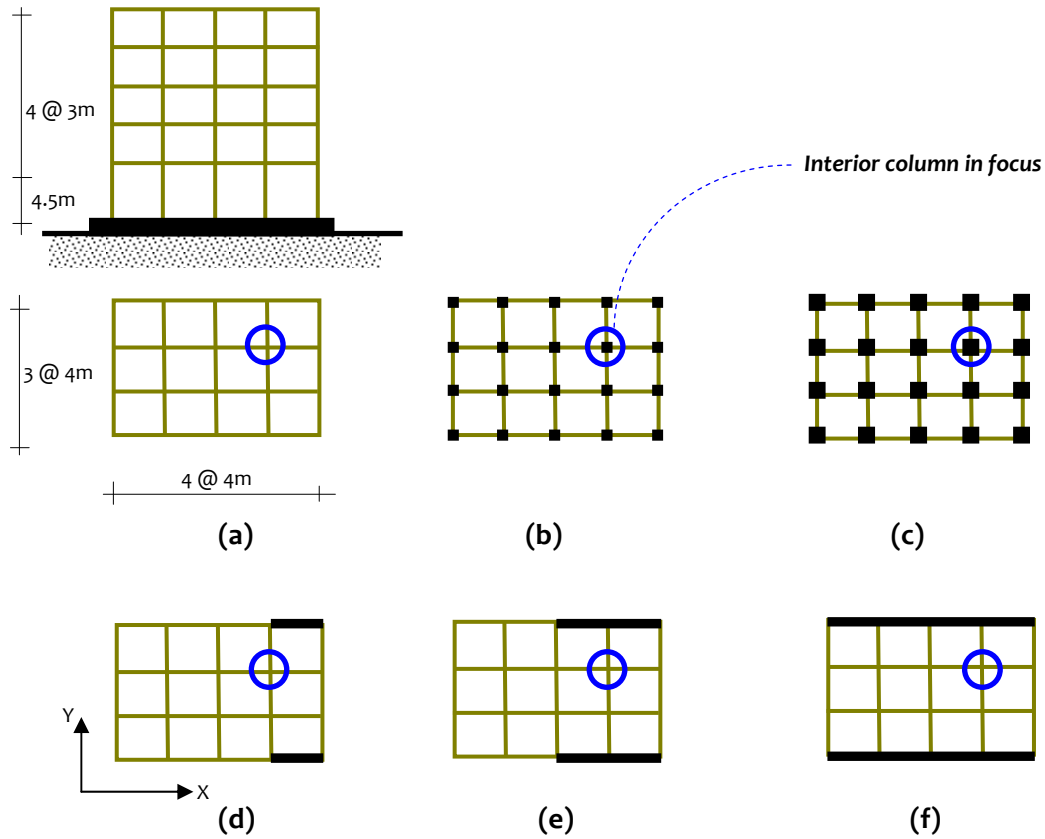 4 @ 3m
Interior column in focus
4.5m
3 @ 4m
4 @ 4m
(a)
(b)
(c)
Y
X
(d)
(e)
(f)